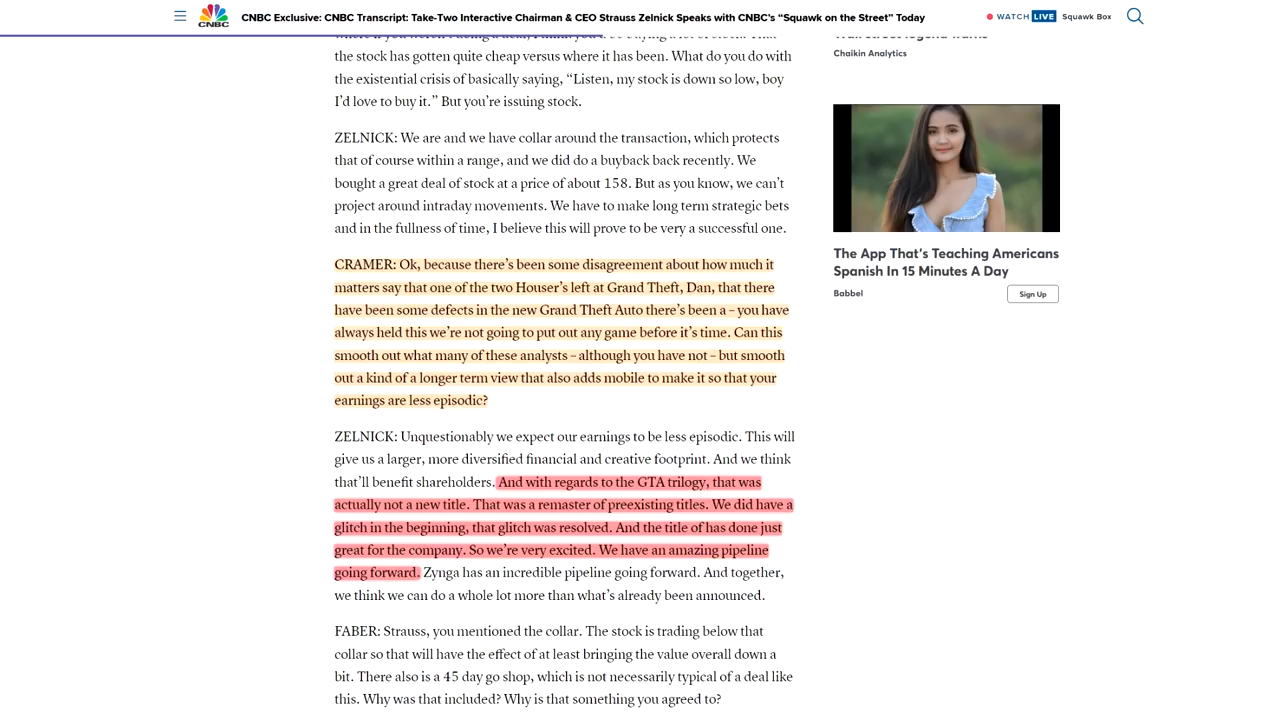 CNBC
CNBC Exclusive: CNBC Transcript: Take-Two Interactive Chairman & CEO Strauss Zelnick Speaks with CNBC's “Squawk on the Street” Today
WATCH LIVE Squawk Box
the stock has gotten quite cheap versus where it has been. What do you do with
the existential crisis of basically saying, “Listen, my stock is down so low, boy
I’d love to buy it.” But you’re issuing stock.
ZELNICK: We are and we have collar around the transaction, which protects
that of course within a range, and we did do a buyback back recently. We
bought a great deal of stock at a price of about 158. But as you know, we can’t
project around intraday movements. We have to make long term strategic bets
and in the fullness of time, I believe this will prove to be very a successful one.
CRAMER: Ok, because there’s been some disagreement about how much it
matters say that one of the two Houser’s left at Grand Theft, Dan, that there
have been some defects in the new Grand Theft Auto there’s been a – you have
always held this we’re not going to put out any game before it’s time. Can this
smooth out what many of these analysts – although you have not – but smooth
out a kind of a longer term view that also adds mobile to make it so that your
earnings are less episodic?
ZELNICK: Unquestionably we expect our earnings to be less episodic. This will
give us a larger, more diversified financial and creative footprint. And we think
that’ll benefit shareholders. And with regards to the GTA trilogy, that was
actually not a new title. That was a remaster of preexisting titles. We did have a
glitch in the beginning, that glitch was resolved. And the title of has done just
great for the company. So we’re very excited. We have an amazing pipeline
going forward. Zynga has an incredible pipeline going forward. And together,
we think we can do a whole lot more than what’s already been announced.
FABER: Strauss, you mentioned the collar. The stock is trading below that
collar so that will have the effect of at least bringing the value overall down a
bit. There also is a 45 day go shop, which is not necessarily typical of a deal like
this. Why was that included? Why is that something you agreed to?
Chaikin Analytics
The App That's Teaching Americans
Spanish In 15 Minutes A Day
Babbel
Sign Up